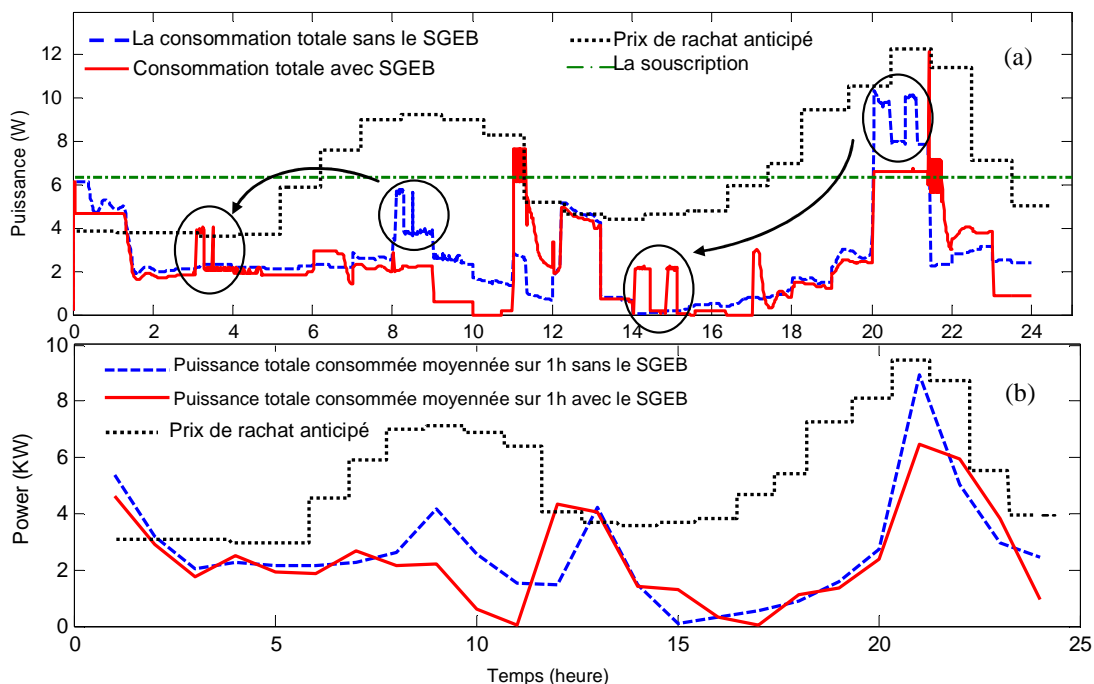 La consommation totale sans le SGEB
Consommation totale avec SGEB
Prix de rachat anticipé
La souscription
(a)
Puissance (W)
12
10
8
6
4
2
0
0 2 4 6 8 10 12 14 16 18 20 22 24
Puissance totale consommée moyennée sur 1h sans le SGEB
Puissance totale consommée moyennée sur 1h avec le SGEB
Prix de rachat anticipé
(b)
Power (KW)
10
8
6
4
2
0
0 5 10 15 20 25
Temps (heure)